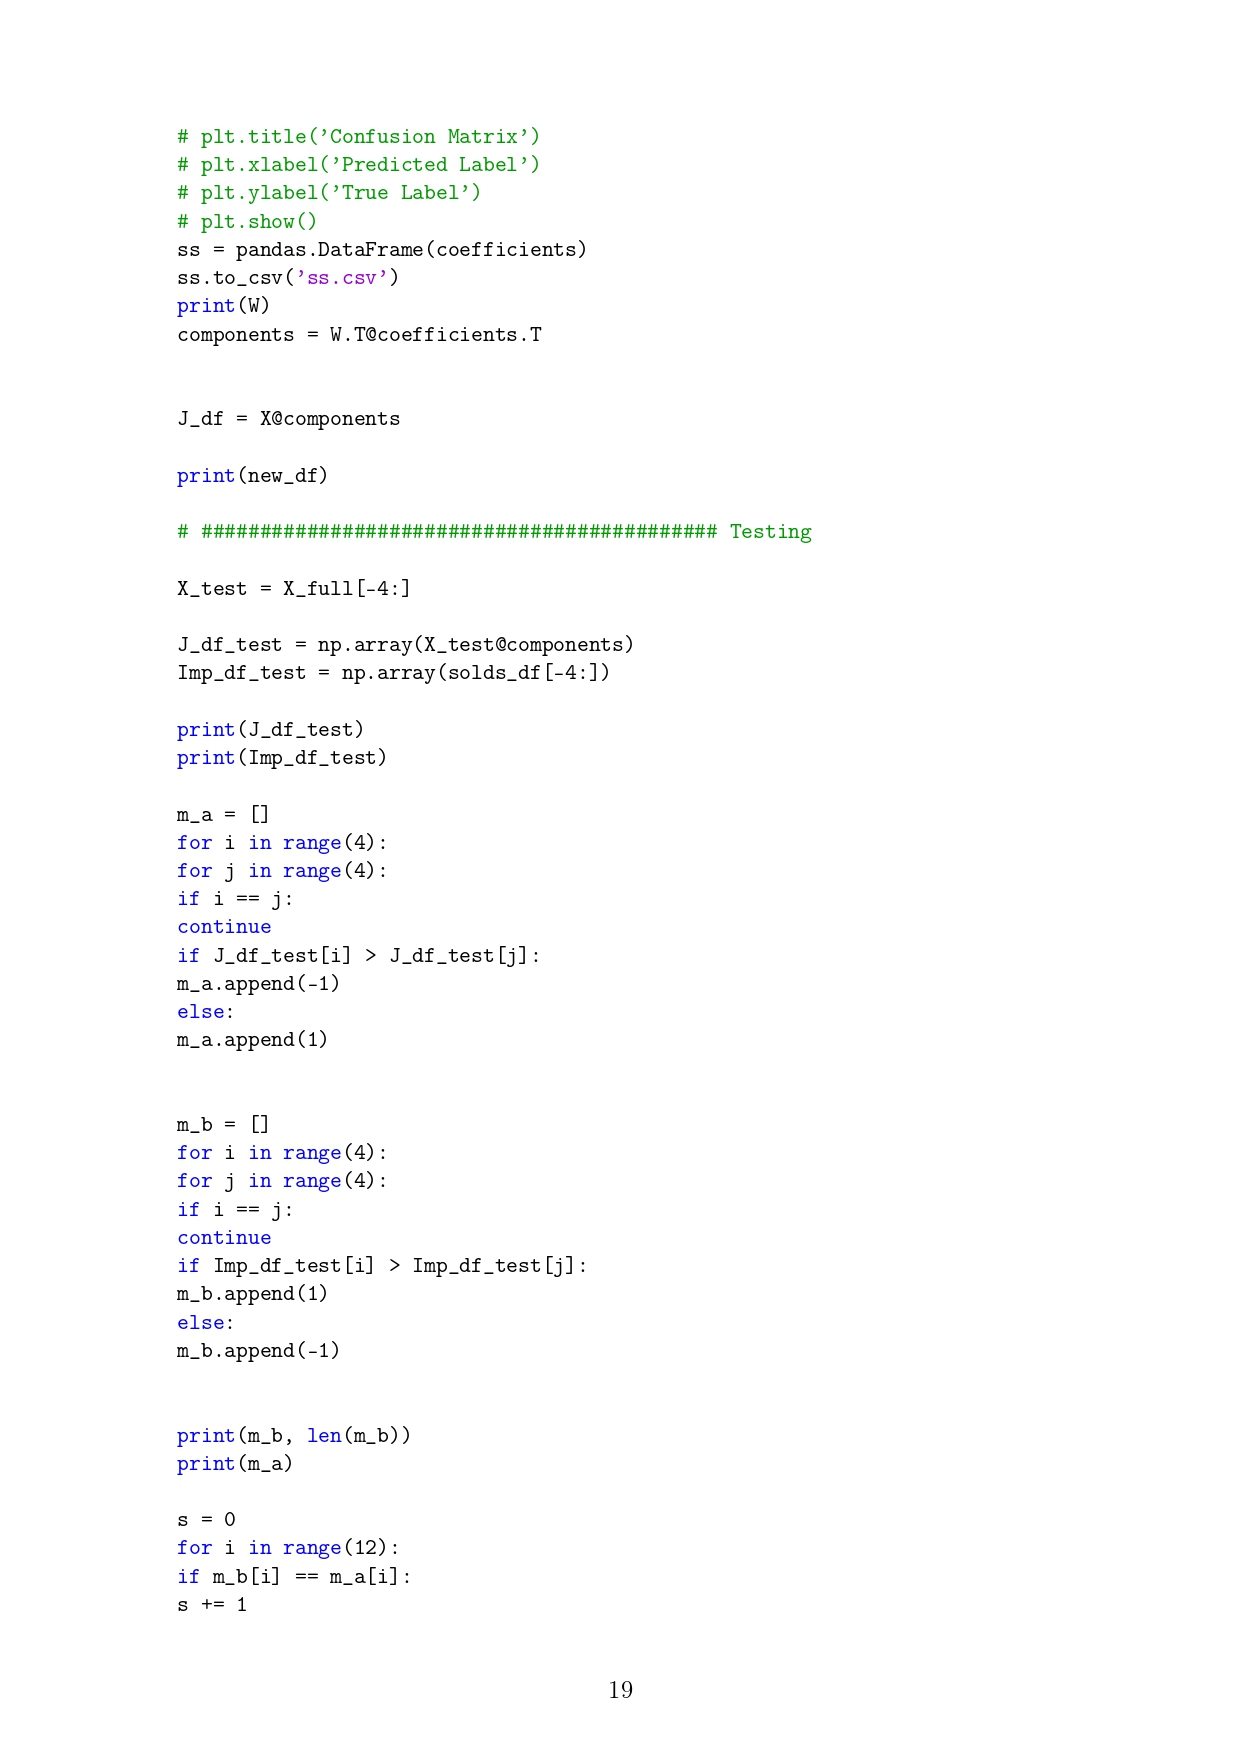 # plt.title(’Confusion Matrix’)
# plt.xlabel(’Predicted Label’)
# plt.ylabel(’True Label’)
# plt.show()
ss = pandas.DataFrame(coefficients)
ss.to_csv(’ss.csv’)
print(W)
components = W.T@coefficients.T
J_df = X@components
print(new_df)
# ############################################ Testing
X_test = X_full[-4:]
J_df_test = np.array(X_test@components)
Imp_df_test = np.array(solds_df[-4:])
print(J_df_test)
print(Imp_df_test)
m_a = []
for i in range(4):
for j in range(4):
if i == j:
continue
if J_df_test[i] > J_df_test[j]:
m_a.append(-1)
else:
m_a.append(1)
m_b = []
for i in range(4):
for j in range(4):
if i == j:
continue
if Imp_df_test[i] > Imp_df_test[j]:
m_b.append(1)
else:
m_b.append(-1)
print(m_b, len(m_b))
print(m_a)
s = 0
for i in range(12):
if m_b[i] == m_a[i]:
s += 1
19